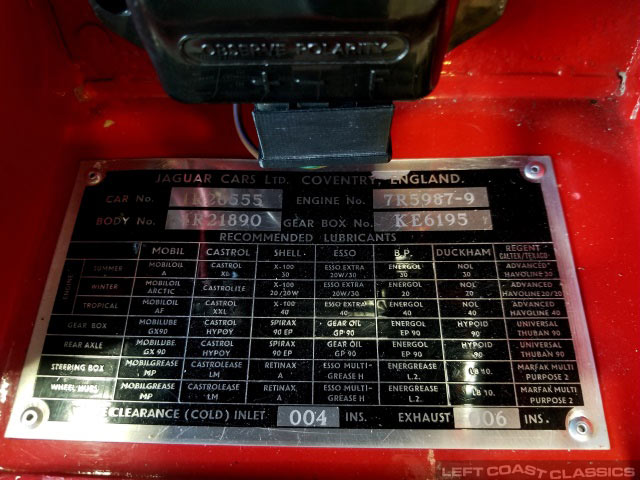 OBSERVE POLARITY
+ F
JAGUAR CARS LTD. COVENTRY, ENGLAND.
CAR No. 1R26555 ENGINE No. 7R5987-9
BODY No. 4R21890 GEAR BOX No. KE6195
RECOMMENDED LUBRICANTS
MOBIL CASTROL SHELL ESSO B.P. DUCKHAM REGENT CALTEX/TEXACO
ENGINE
SUMMER MOBILOIL A CASTROL XL X-100 30 ESSO EXTRA 20W/30 ENERGOL 30 NOL 30 ADVANCED HAVOLINE 30
WINTER MOBILOIL ARCTIC CASTROLITE X-100 20/20W ESSO EXTRA 20W/30 ENERGOL 20 NOL 20 ADVANCED HAVOLINE 20/20
TROPICAL MOBILOIL AF CASTROL XXL X-100 40 ESSO EXTRA 40 ENERGOL 40 NOL 40 ADVANCED HAVOLINE 40
GEAR BOX MOBILUBE GX90 CASTROL HYPOY SPIRAX 90 EP GEAR OIL GP 90 ENERGOL EP 90 HYPOID 90 UNIVERSAL THUBAN 90
REAR AXLE MOBILUBE GX 90 CASTROL HYPOY SPIRAX 90 EP GEAR OIL GP 90 ENERGOL EP 90 HYPOID 90 UNIVERSAL THUBAN 90
STEERING BOX MOBILGREASE MP CASTROLEASE LM RETINAX A ESSO MULTI-GREASE H ENERGREASE L.2. LB 10. MARFAK MULTI PURPOSE 2
WHEEL HUBS MOBILGREASE MP CASTROLEASE LM RETINAX A ESSO MULTI-GREASE H ENERGREASE L.2. LB 10. MARFAK MULTI PURPOSE 2
CLEARANCE (COLD) INLET 004 INS. EXHAUST 006 INS.
LEFT COAST CLASSICS